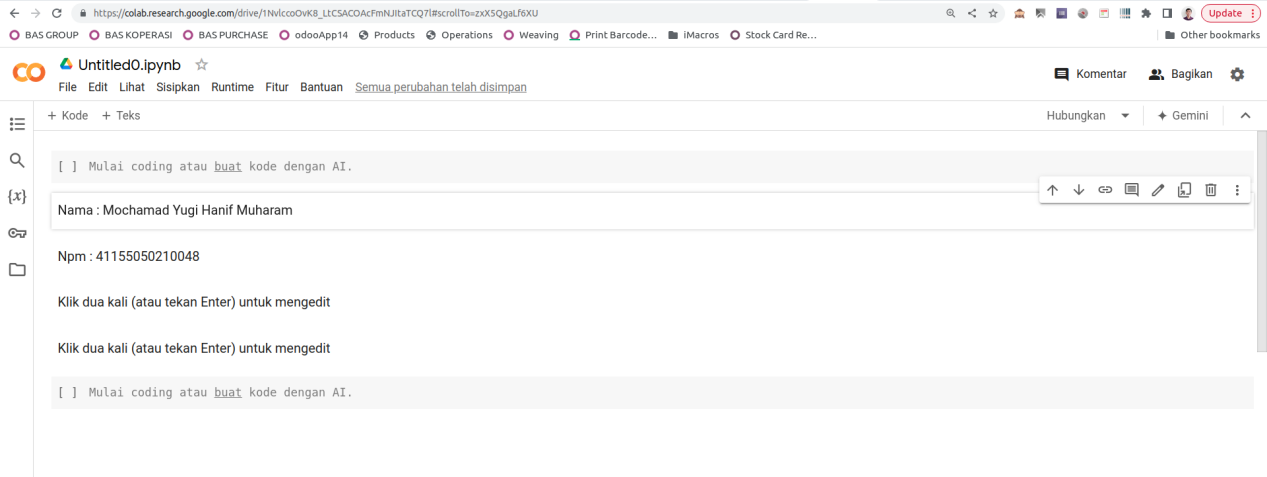 https://colab.research.google.com/drive/1NvlccoOvK8_LtCSACOAcFmNJItaTCQ7l#scrollTo=zxX5QgaLf6XU
Update
BAS GROUP BAS KOPERASI BAS PURCHASE odooApp14 Products Operations Weaving Print Barcode... iMacros Stock Card Re... Other bookmarks
CO Untitled0.ipynb
File Edit Lihat Sisipkan Runtime Fitur Bantuan Semua perubahan telah disimpan
Komentar Bagikan
+ Kode + Teks Hubungkan Gemini
{x}
[ ] Mulai coding atau buat kode dengan AI.
Nama : Mochamad Yugi Hanif Muharam
Npm : 41155050210048
Klik dua kali (atau tekan Enter) untuk mengedit
Klik dua kali (atau tekan Enter) untuk mengedit
[ ] Mulai coding atau buat kode dengan AI.